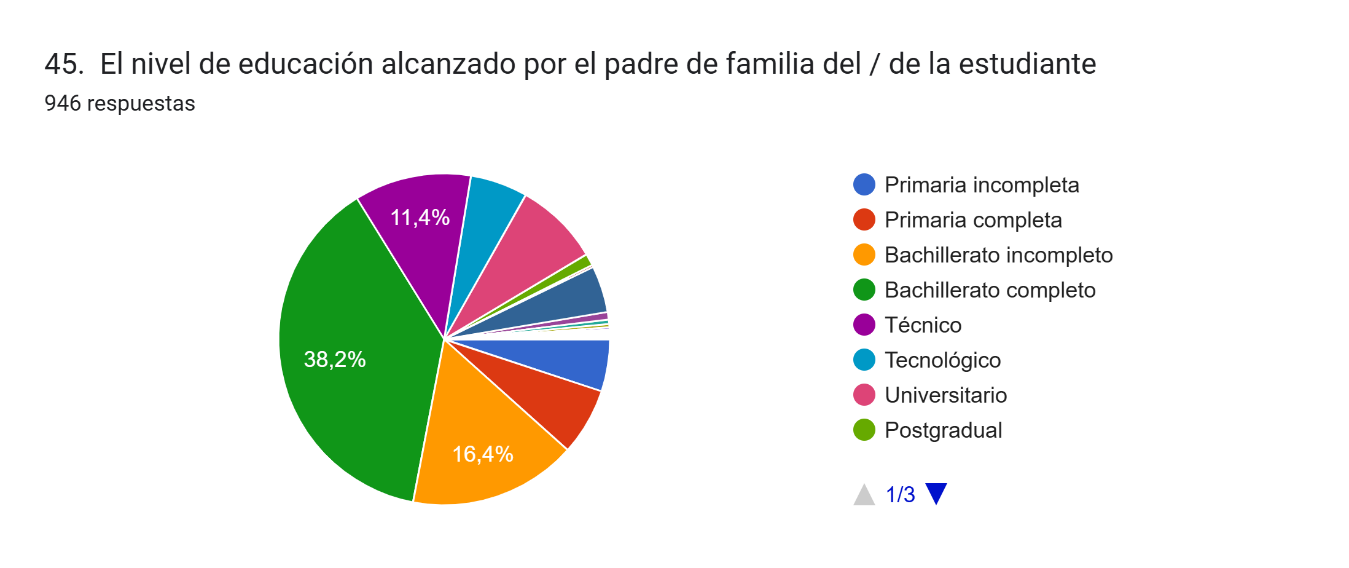 45.  El nivel de educación alcanzado por el padre de familia del / de la estudiante
946 respuestas
11,4%
38,2%
16,4%
Primaria incompleta
Primaria completa
Bachillerato incompleto
Bachillerato completo
Técnico
Tecnológico
Universitario
Postgradual
1/3